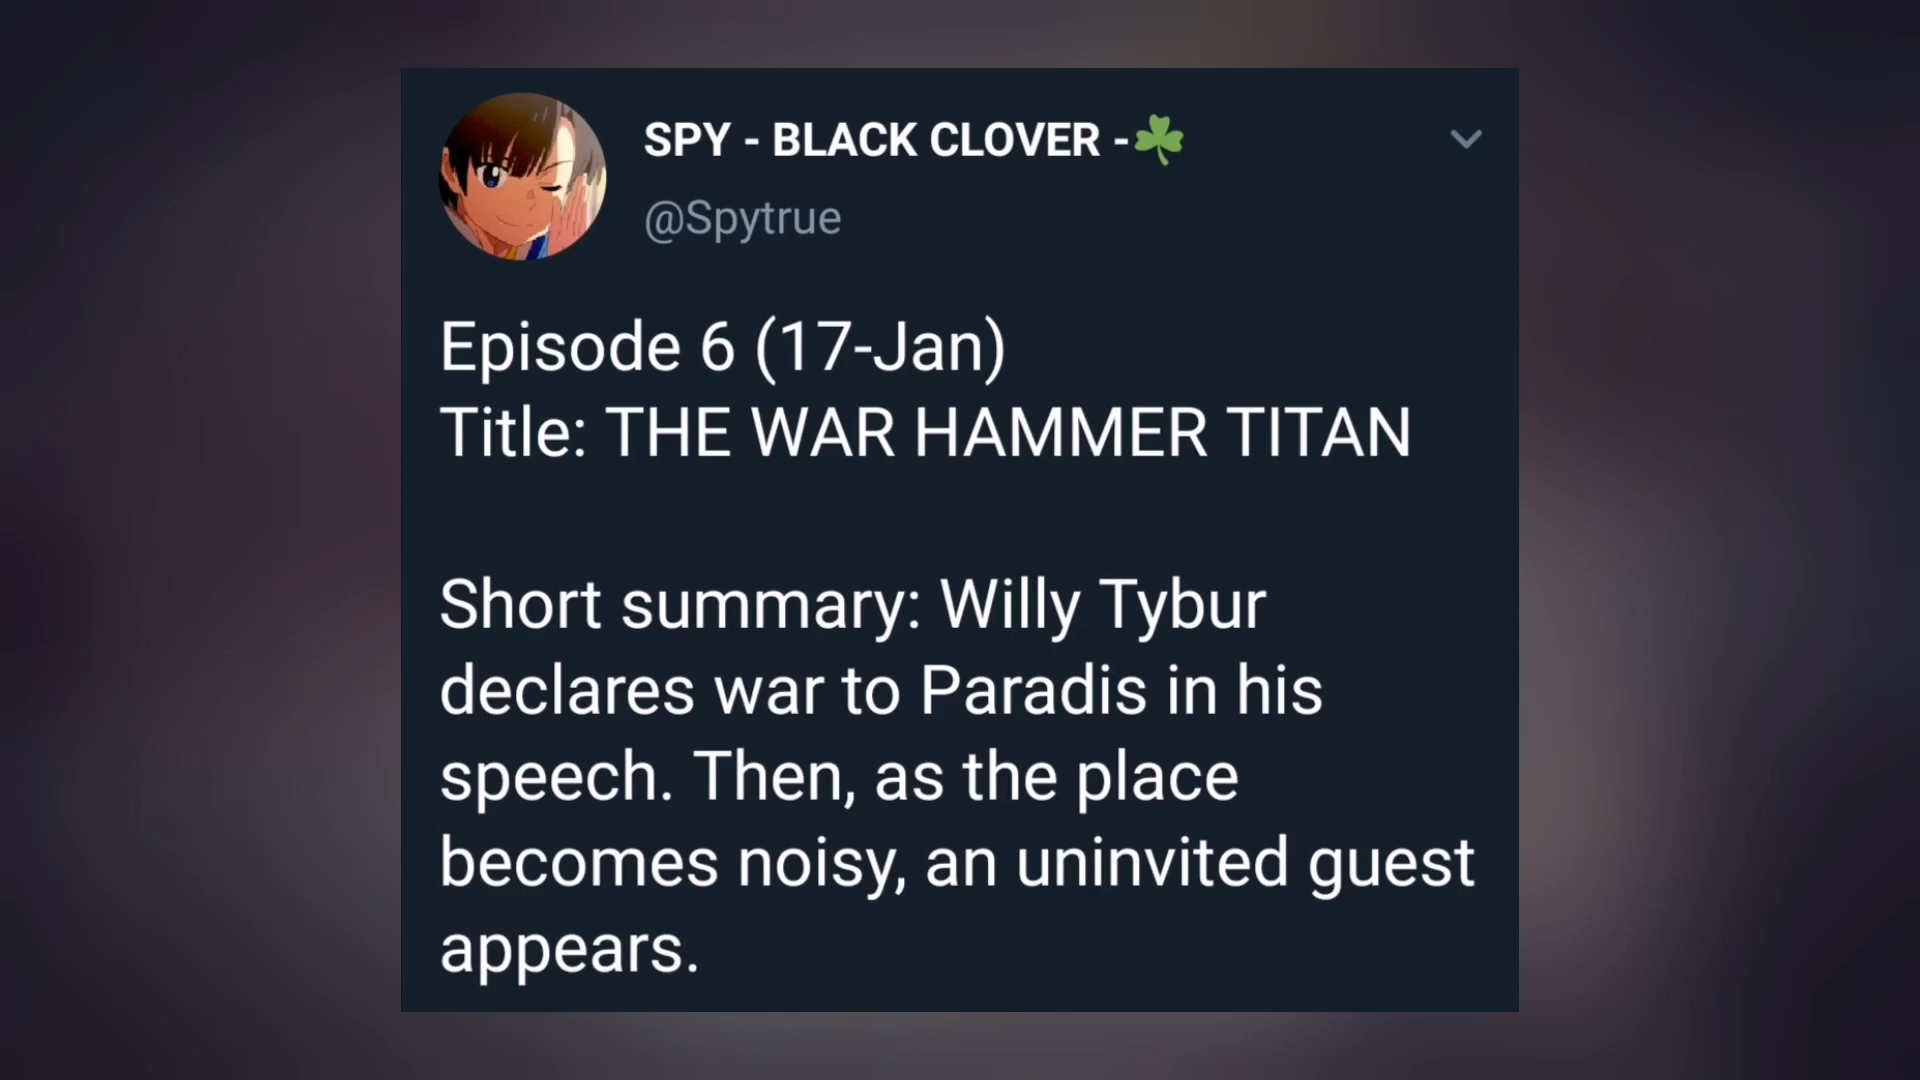 SPY - BLACK CLOVER -☘
@Spytrue
Episode 6 (17-Jan)
Title: THE WAR HAMMER TITAN
Short summary: Willy Tybur
declares war to Paradis in his
speech. Then, as the place
becomes noisy, an uninvited guest
appears.